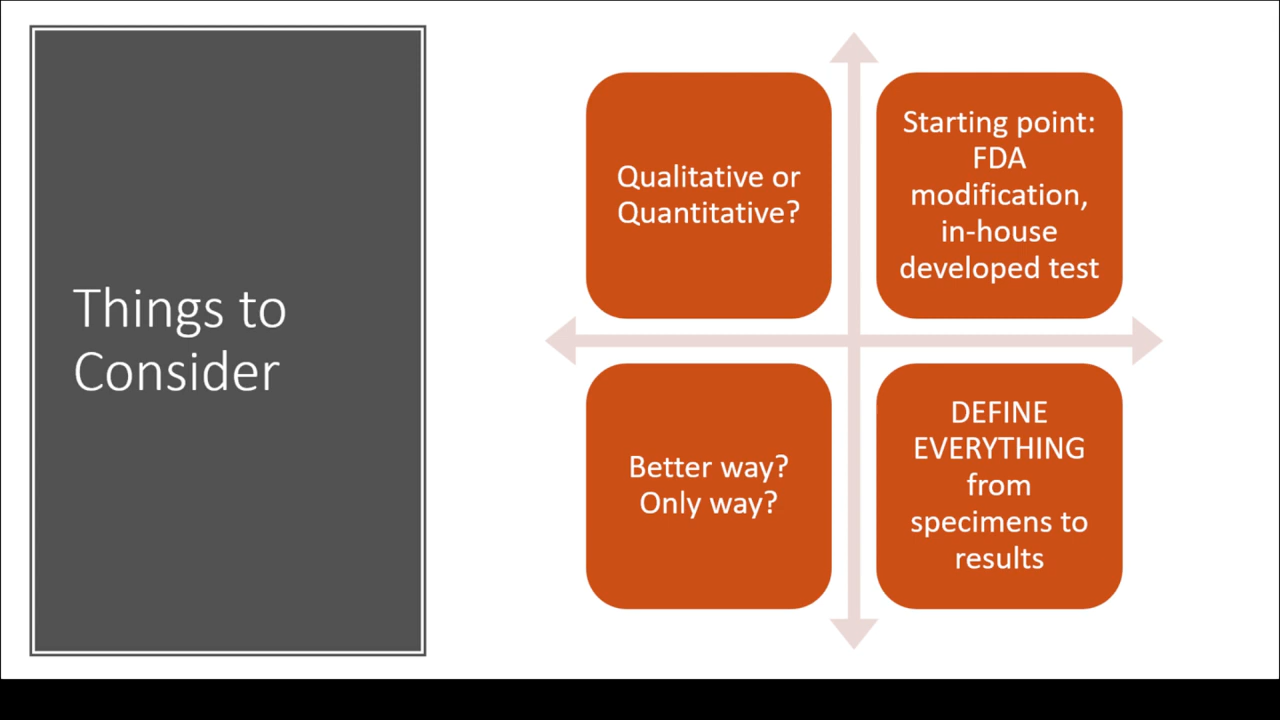 Things to
Consider
Qualitative or
Quantitative?
Starting point:
FDA
modification,
in-house
developed test
Better way?
Only way?
DEFINE
EVERYTHING
from
specimens to
results